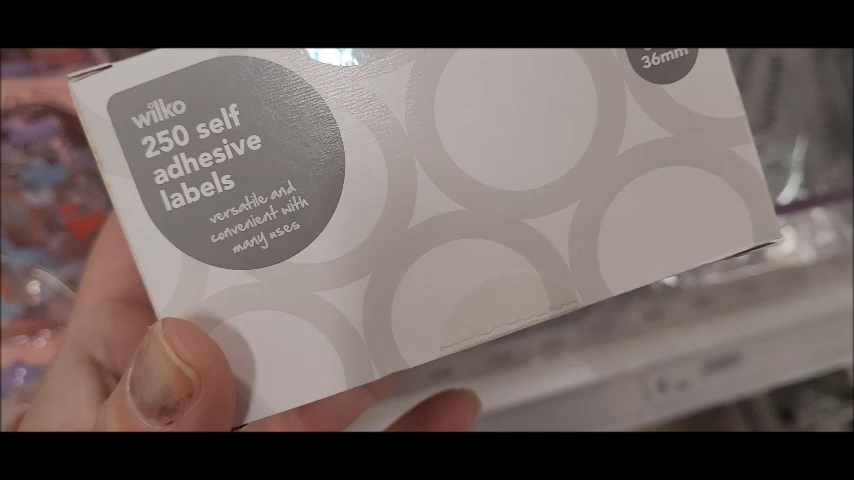 wilko
250 self
adhesive
labels
versatile and
convenient with
many uses
36mm